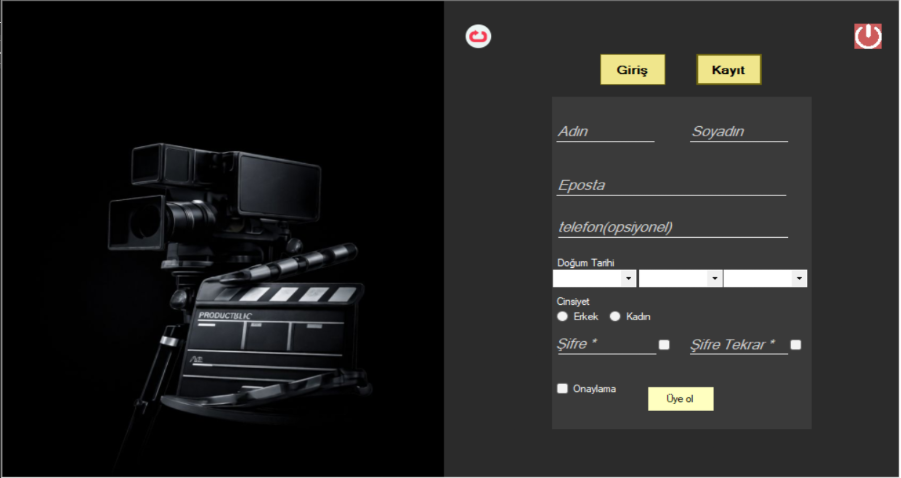 Giriş
Kayıt
Adın
Soyadın
Eposta
telefon(opsiyonel)
Doğum Tarihi
Cinsiyet
Erkek
Kadın
Şifre *
Şifre Tekrar *
Onaylama
Üye ol